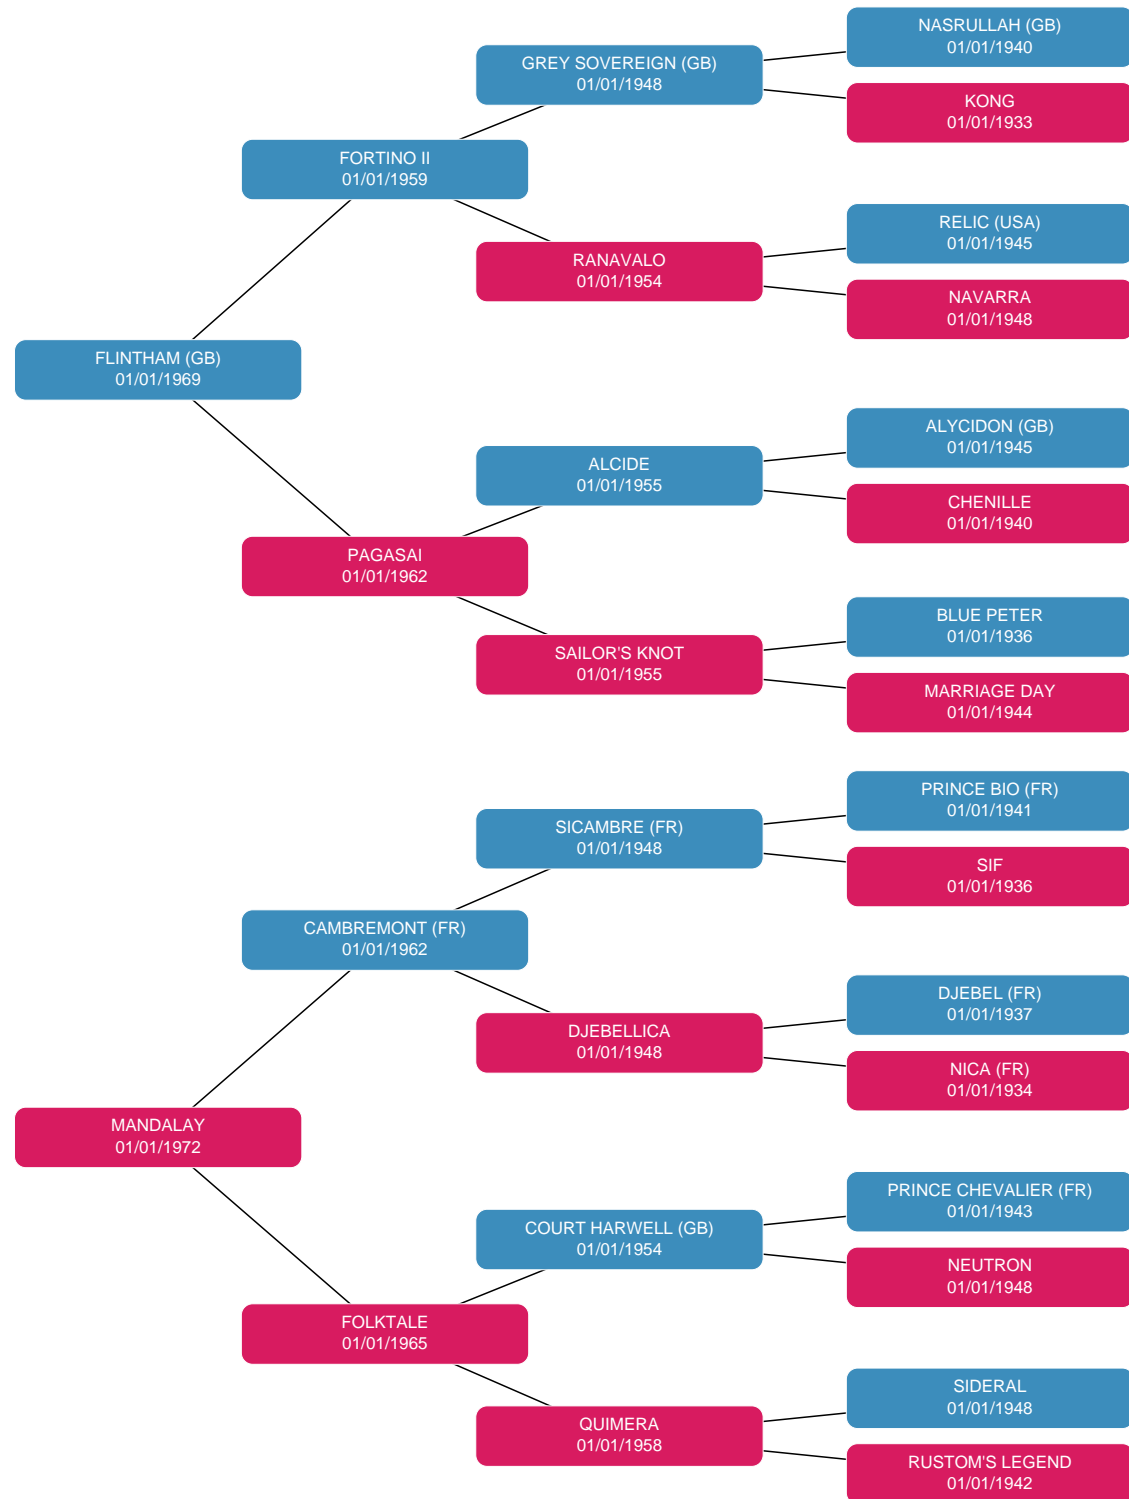 NASRULLAH (GB)
01/01/1940
GREY SOVEREIGN (GB)
01/01/1948
KONG
01/01/1933
FORTINO II
01/01/1959
RELIC (USA)
01/01/1945
RANAVALO
01/01/1954
NAVARRA
01/01/1948
FLINTHAM (GB)
01/01/1969
ALYCIDON (GB)
01/01/1945
ALCIDE
01/01/1955
CHENILLE
01/01/1940
PAGASAI
01/01/1962
BLUE PETER
01/01/1936
SAILOR'S KNOT
01/01/1955
MARRIAGE DAY
01/01/1944
PRINCE BIO (FR)
01/01/1941
SICAMBRE (FR)
01/01/1948
SIF
01/01/1936
CAMBREMONT (FR)
01/01/1962
DJEBEL (FR)
01/01/1937
DJEBELLICA
01/01/1948
NICA (FR)
01/01/1934
MANDALAY
01/01/1972
PRINCE CHEVALIER (FR)
01/01/1943
COURT HARWELL (GB)
01/01/1954
NEUTRON
01/01/1948
FOLKTALE
01/01/1965
SIDERAL
01/01/1948
QUIMERA
01/01/1958
RUSTOM'S LEGEND
01/01/1942